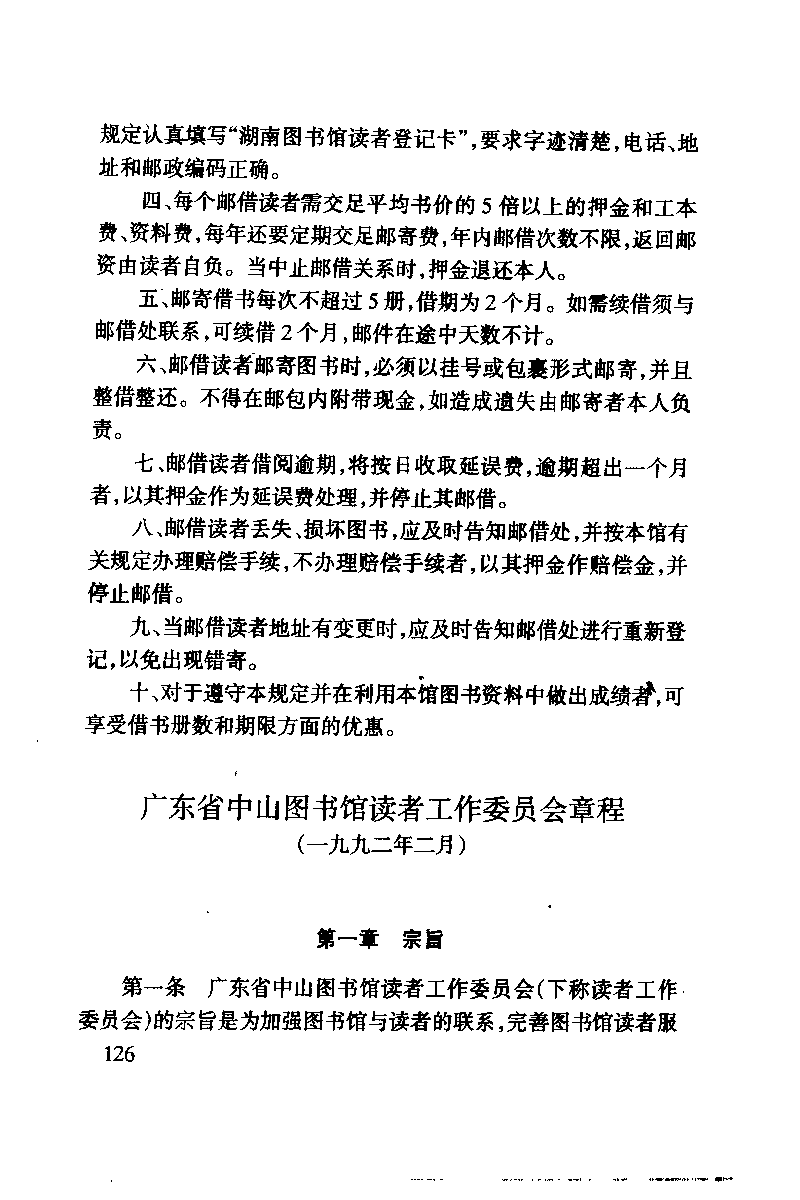 规定认真填写“湖南图书馆读者登记卡”,要求字迹清楚,电话、地
址和邮政编码正确。
四、每个邮借读者需交足平均书价的 5 倍以上的押金和工本
费、资料费,每年还要定期交足邮寄费,年内邮借次数不限,返回邮
资由读者自负。当中止邮借关系时,押金退还本人。
五、邮寄借书每次不超过 5 册,借期为 2 个月。如需续借须与
邮借处联系,可续借 2 个月,邮件在途中天数不计。
六、邮借读者邮寄图书时,必须以挂号或包裹形式邮寄,并且
整借整还。不得在邮包内附带现金,如造成遗失由邮寄者本人负
责。
七、邮借读者借阅逾期,将按日收取延误费,逾期超出一个月
者,以其押金作为延误费处理,并停止其邮借。
八、邮借读者丢失、损坏图书,应及时告知邮借处,并按本馆有
关规定办理赔偿手续,不办理赔偿手续者,以其押金作赔偿金,并
停止邮借。
九、当邮借读者地址有变更时,应及时告知邮借处进行重新登
记,以免出现错寄。
十、对于遵守本规定并在利用本馆图书资料中做出成绩者,可
享受借书册数和期限方面的优惠。
广东省中山图书馆读者工作委员会章程
(一九九二年二月)
第一章 宗旨
第一条 广东省中山图书馆读者工作委员会(下称读者工作
委员会)的宗旨是为加强图书馆与读者的联系,完善图书馆读者服
126